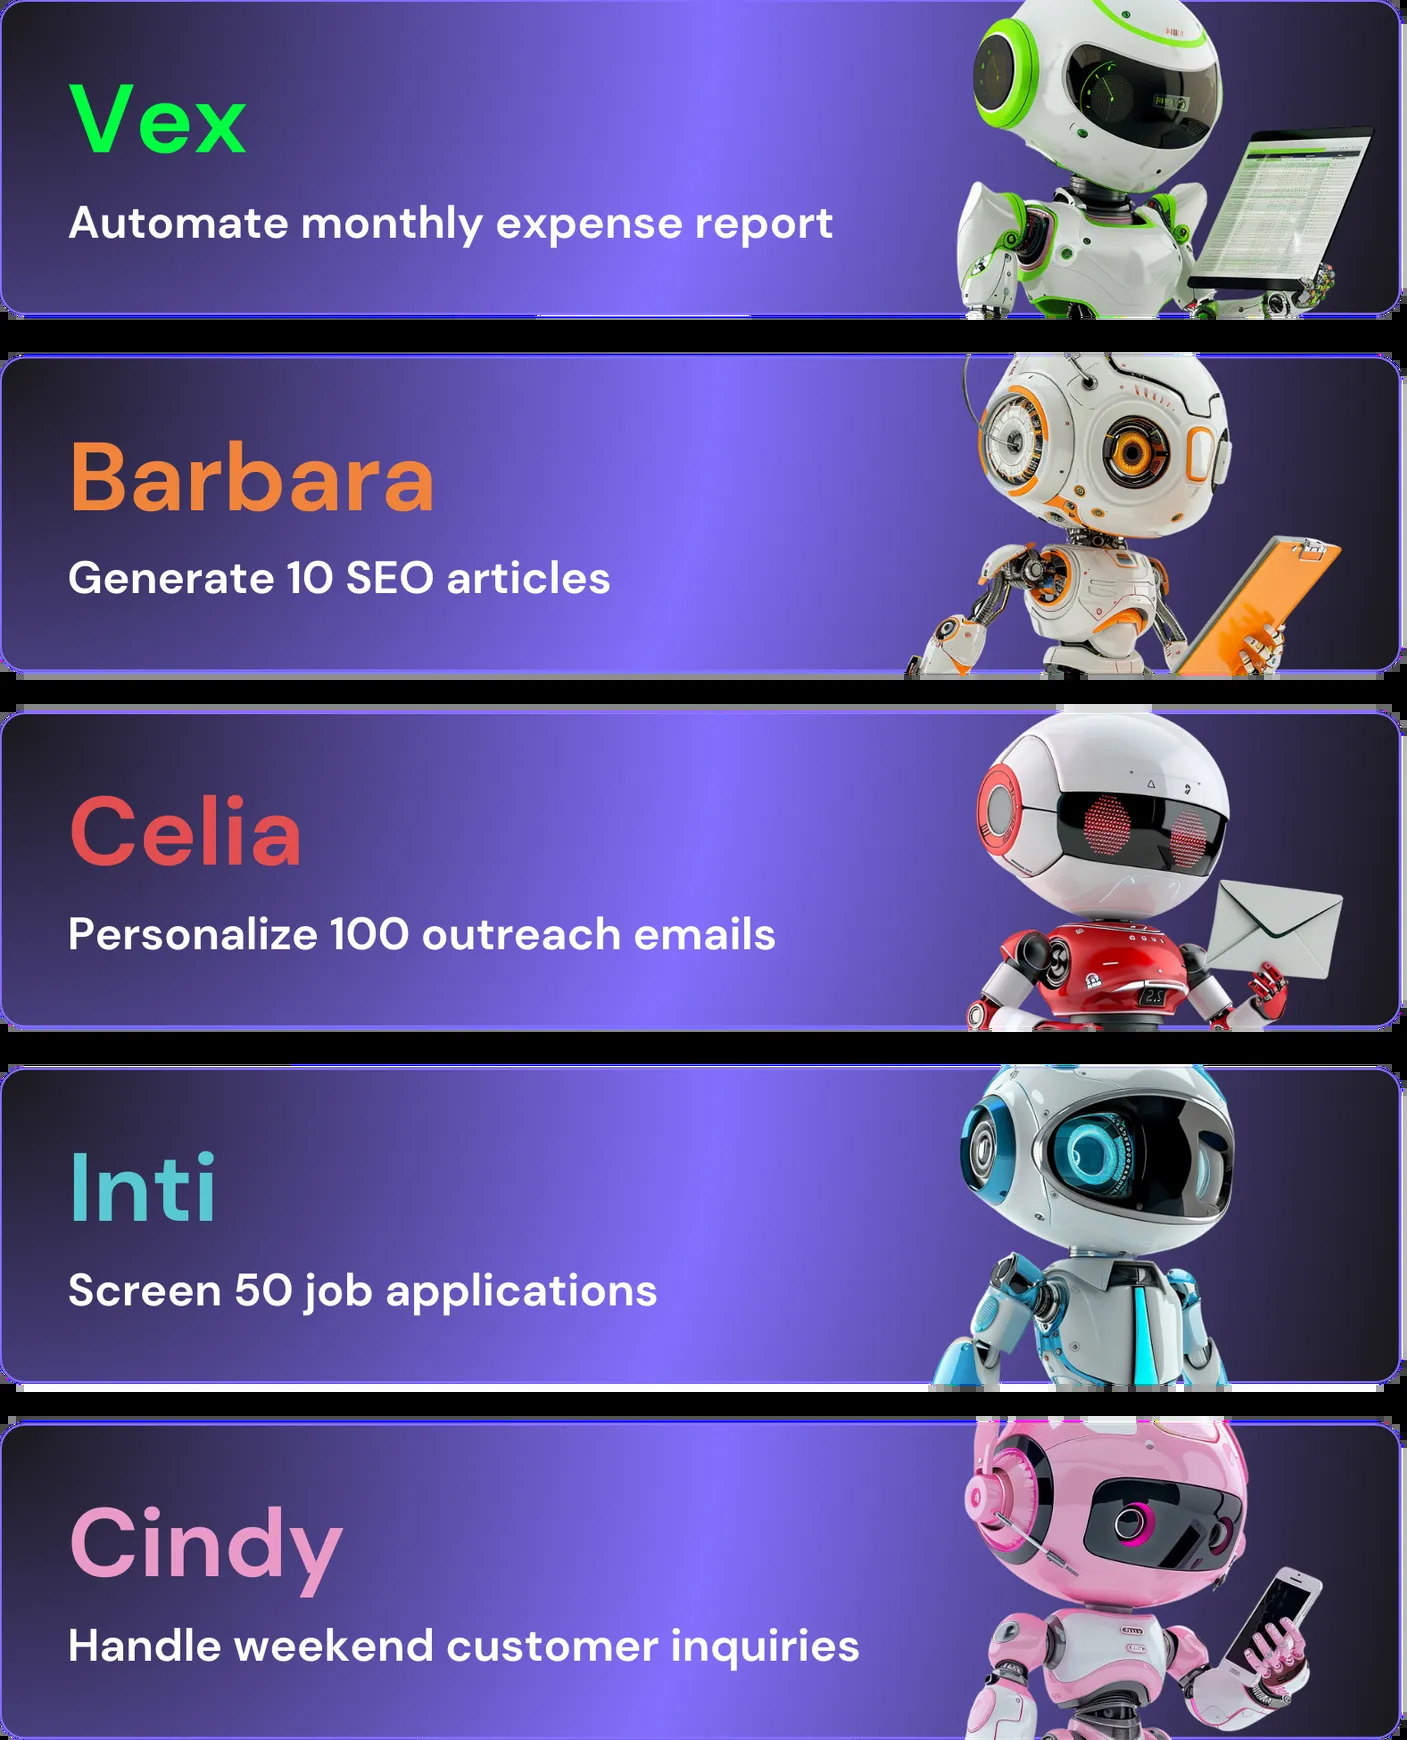 Vex
Automate monthly expense report
Barbara
Generate 10 SEO articles
Celia
Personalize 100 outreach emails
Inti
Screen 50 job applications
Cindy
Handle weekend customer inquiries